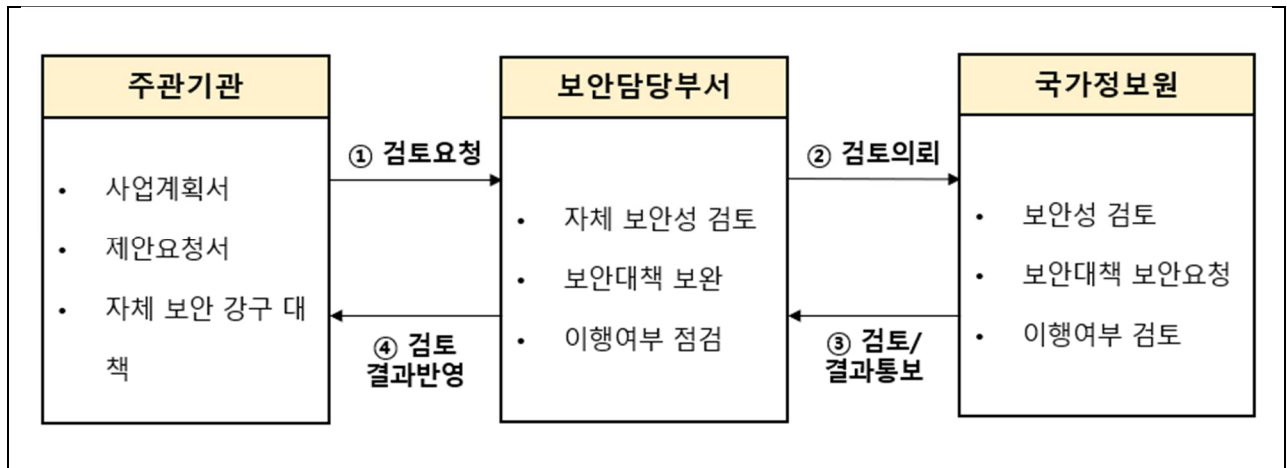 주관기관
• 사업계획서
• 제안요청서
• 자체 보안 강구 대
책
① 검토요청
④ 검토
결과반영
보안담당부서
• 자체 보안성 검토
• 보안대책 보완
• 이행여부 점검
② 검토의뢰
③ 검토/
결과통보
국가정보원
• 보안성 검토
• 보안대책 보안요청
• 이행여부 검토